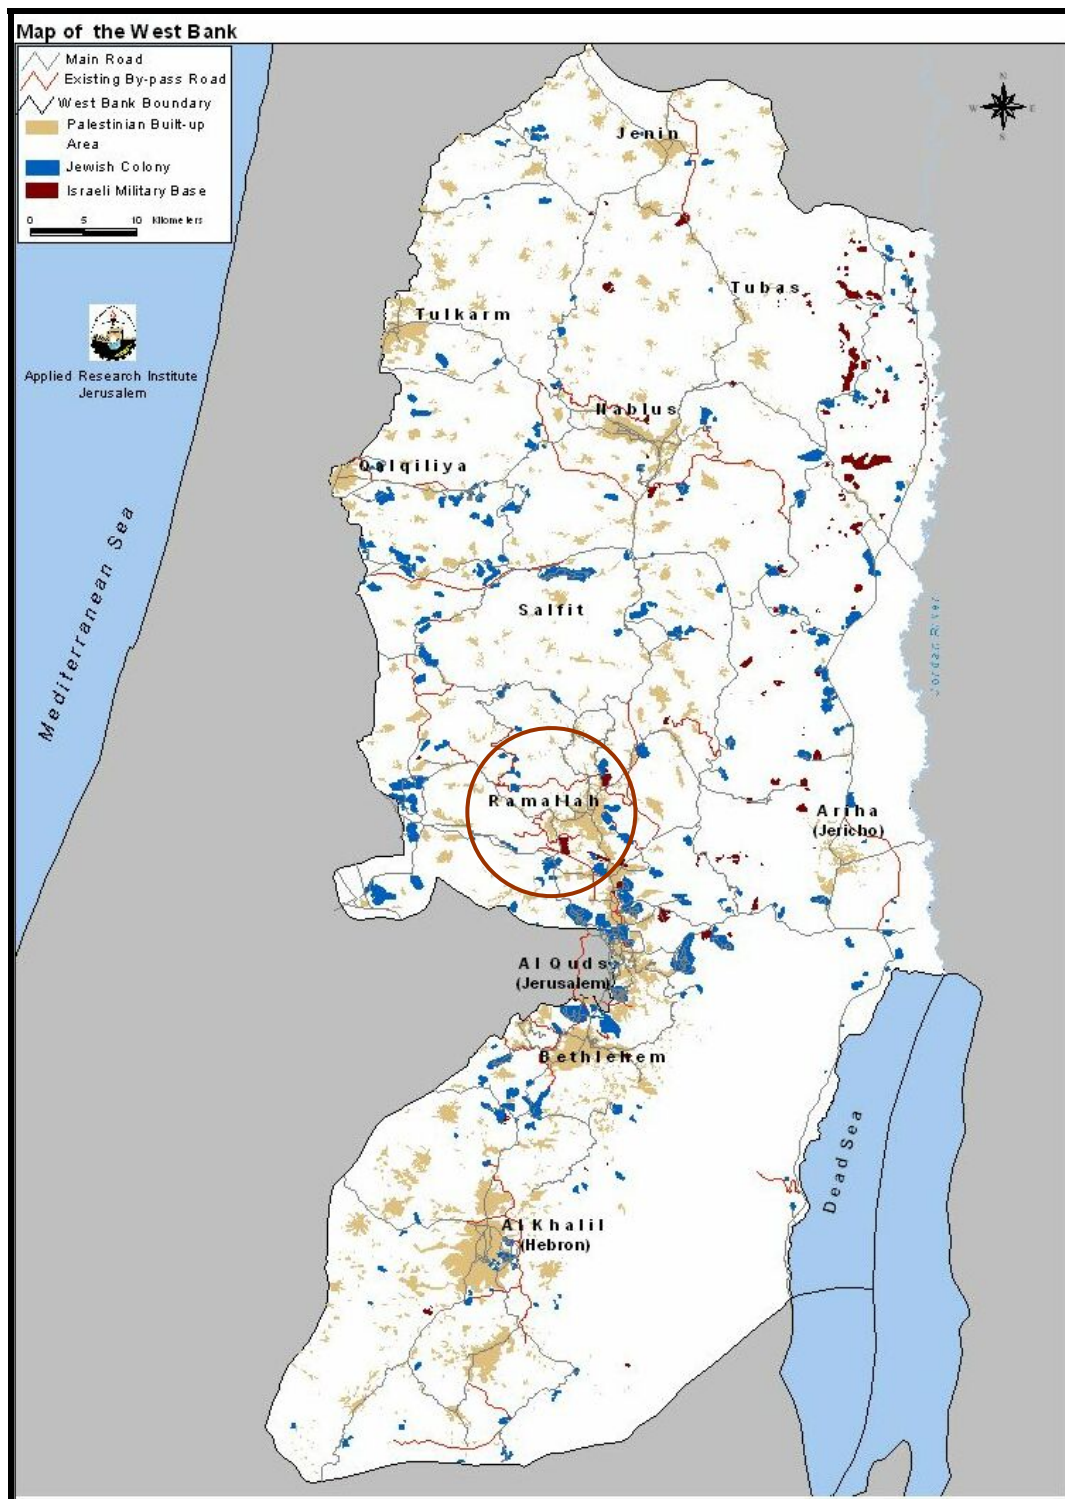 Map of the West Bank
Main Road
Existing By-pass Road
West Bank Boundary
Palestinian Built-up
Area
Jewish Colony
Israeli Military Base
0 5 10 Kilometers
N
W E
S
Applied Research Institute
Jerusalem
Jenin
Tubas
Tulkarm
Nablus
Qalqiliya
Mediterranean Sea
Salfit
Jordan River
Ramallah
Ariha
(Jericho)
Al Quds
(Jerusalem)
Bethlehem
Dead Sea
Al Khalil
(Hebron)